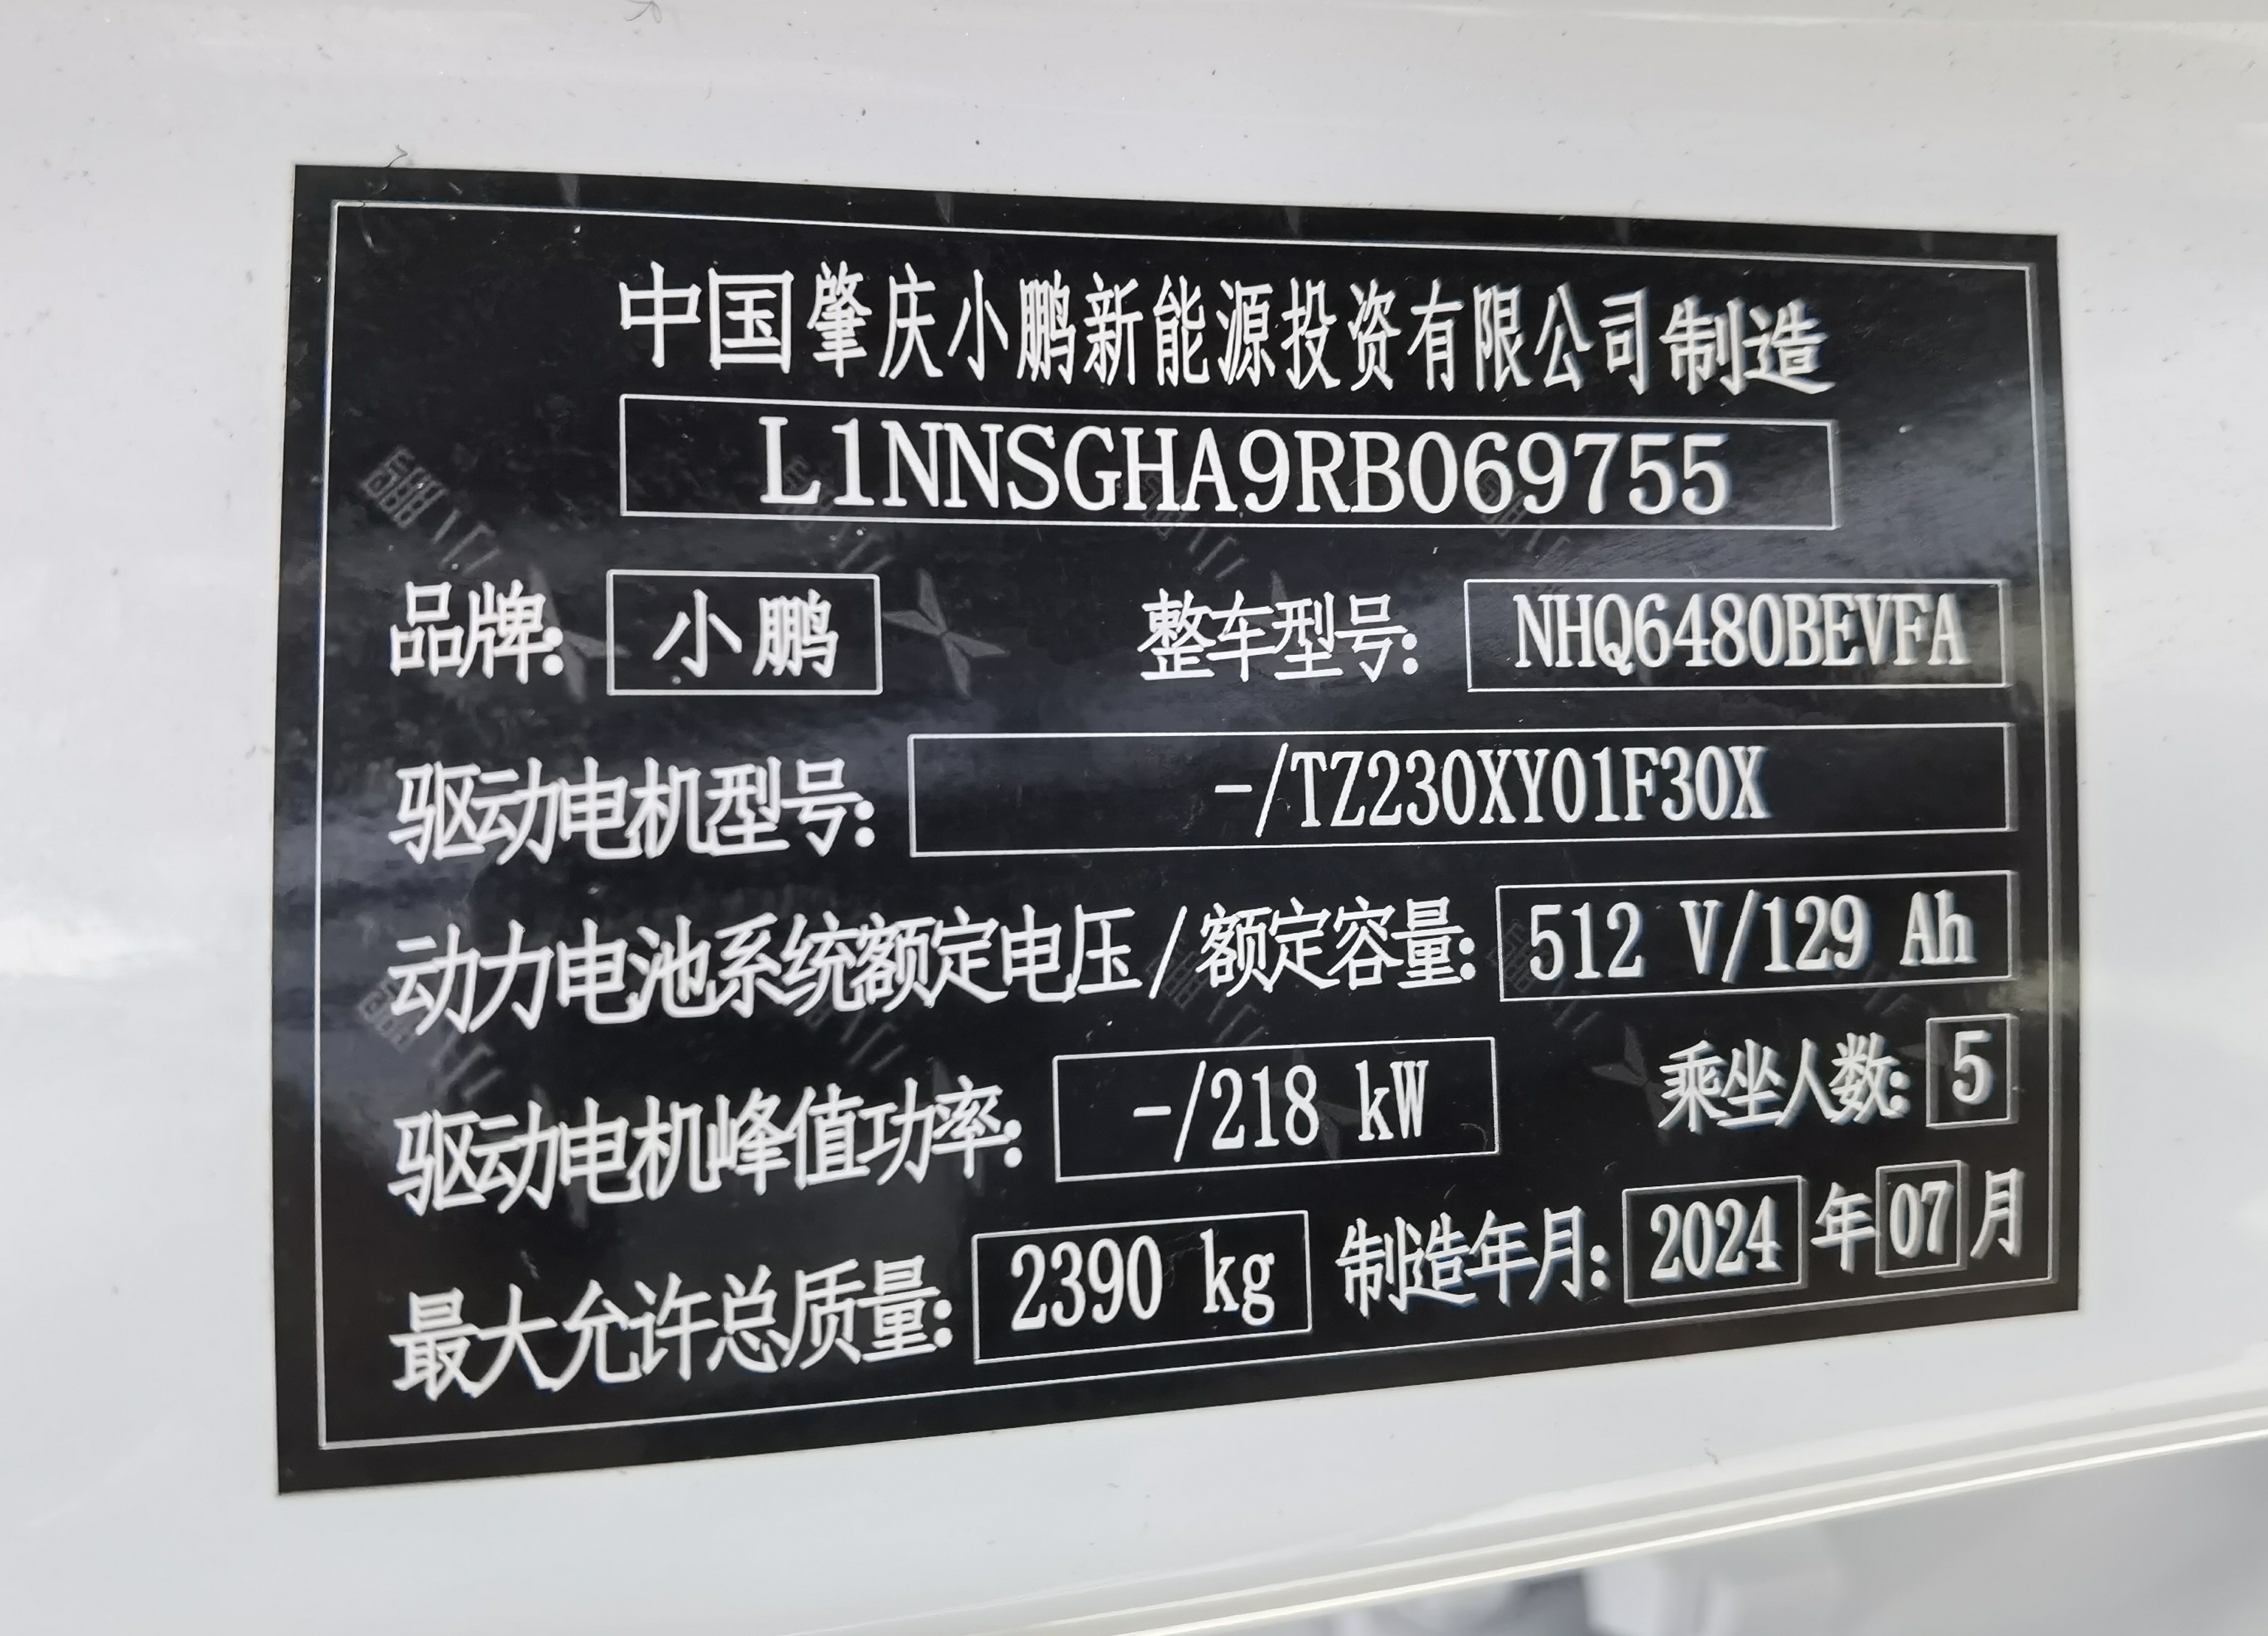 中国肇庆小鹏新能源投资有限公司制造
L1NNSGHA9RB069755
品牌: 小鹏 整车型号: NHQ6480BEVFA
驱动电机型号: -/TZ230XY01F30X
动力电池系统额定电压/额定容量: 512 V/129 Ah
驱动电机峰值功率: -/218 kW 乘坐人数: 5
最大允许总质量: 2390 kg 制造年月: 2024 年 07 月